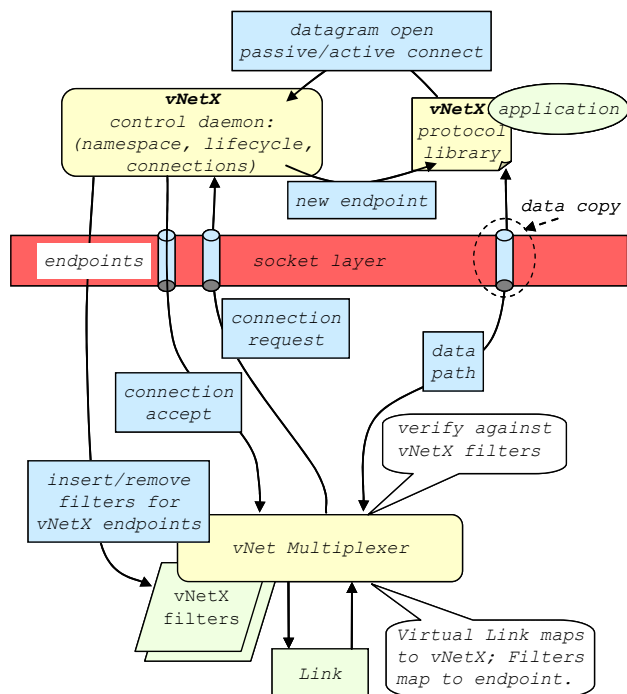 datagram open
passive/active connect
vNetX
control daemon:
(namespace, lifecycle,
connections)
vNetX
protocol
library
application
new endpoint
data copy
endpoints
socket layer
connection
request
data
path
connection
accept
verify against
vNetX filters
insert/remove
filters for
vNetX endpoints
vNet Multiplexer
vNetX
filters
Link
Virtual Link maps
to vNetX; Filters
map to endpoint.